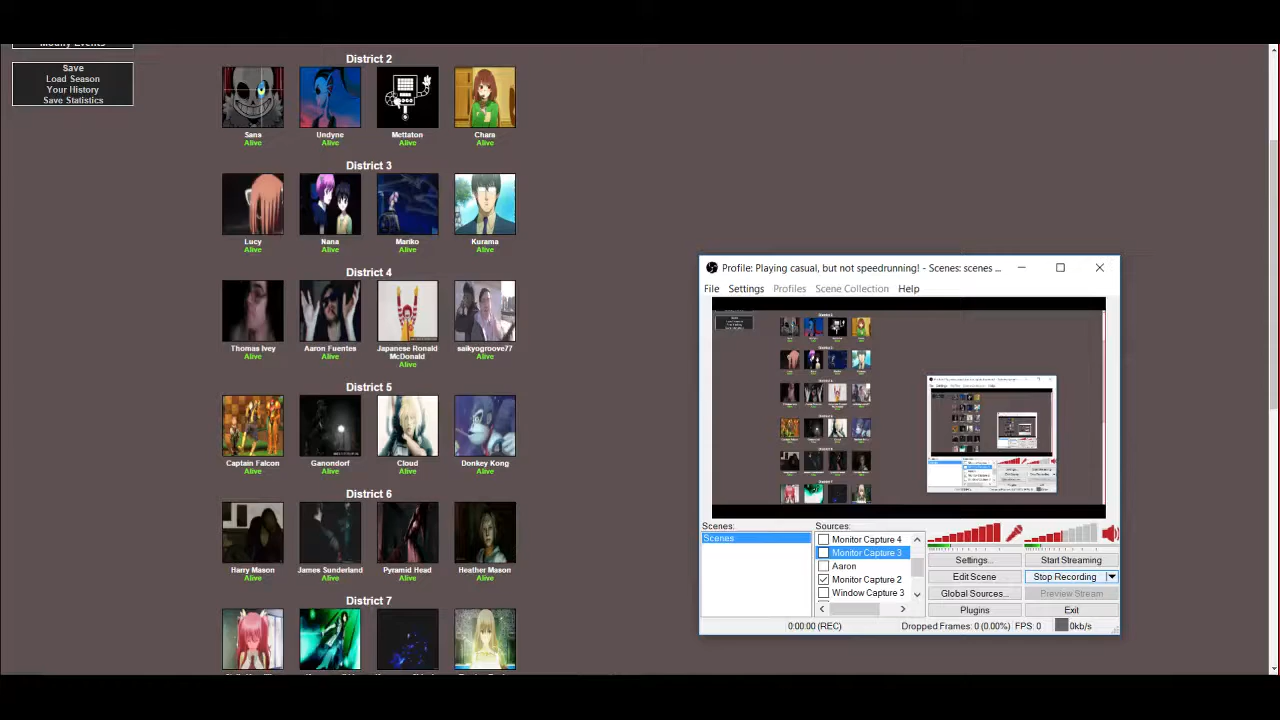 Modify Events
Save
Load Season
Your History
Save Statistics
District 2
Sans Undyne Mettaton Chara
Alive Alive Alive Alive
District 3
Lucy Nana Mariko Kurama
Alive Alive Alive Alive
District 4
Thomas Ivey Aaron Fuentes Japanese Ronald McDonald saikyogroove77
Alive Alive Alive Alive
District 5
Captain Falcon Ganondorf Cloud Donkey Kong
Alive Alive Alive Alive
District 6
Harry Mason James Sunderland Pyramid Head Heather Mason
Alive Alive Alive Alive
District 7
Profile: Playing casual, but not speedrunning! - Scenes: scenes ...
File Settings Profiles Scene Collection Help
Scenes: Sources:
Scenes
Monitor Capture 4
Monitor Capture 3
Aaron
Monitor Capture 2
Window Capture 3
Settings... Start Streaming
Edit Scene Stop Recording
Global Sources... Preview Stream
Plugins Exit
0:00:00 (REC) Dropped Frames: 0 (0.00%) FPS: 0 0kb/s